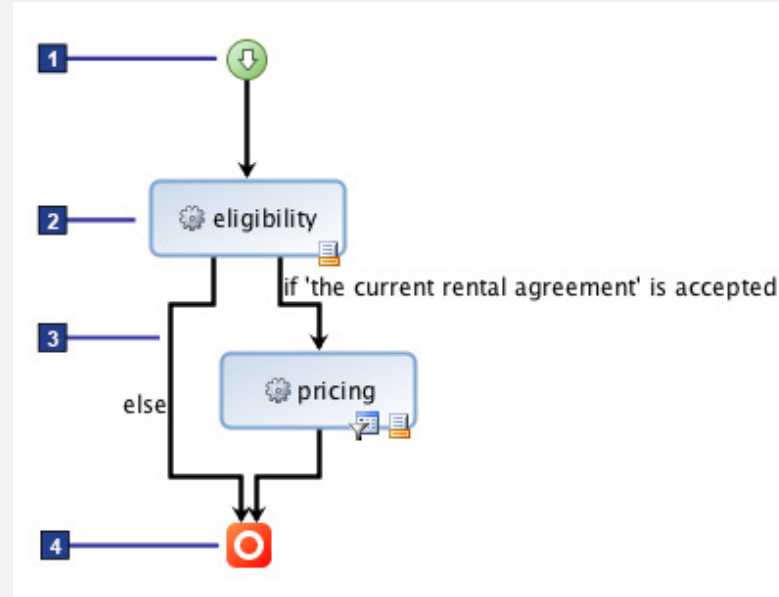 1
2
eligibility
if 'the current rental agreement' is accepted
3
pricing
else
4